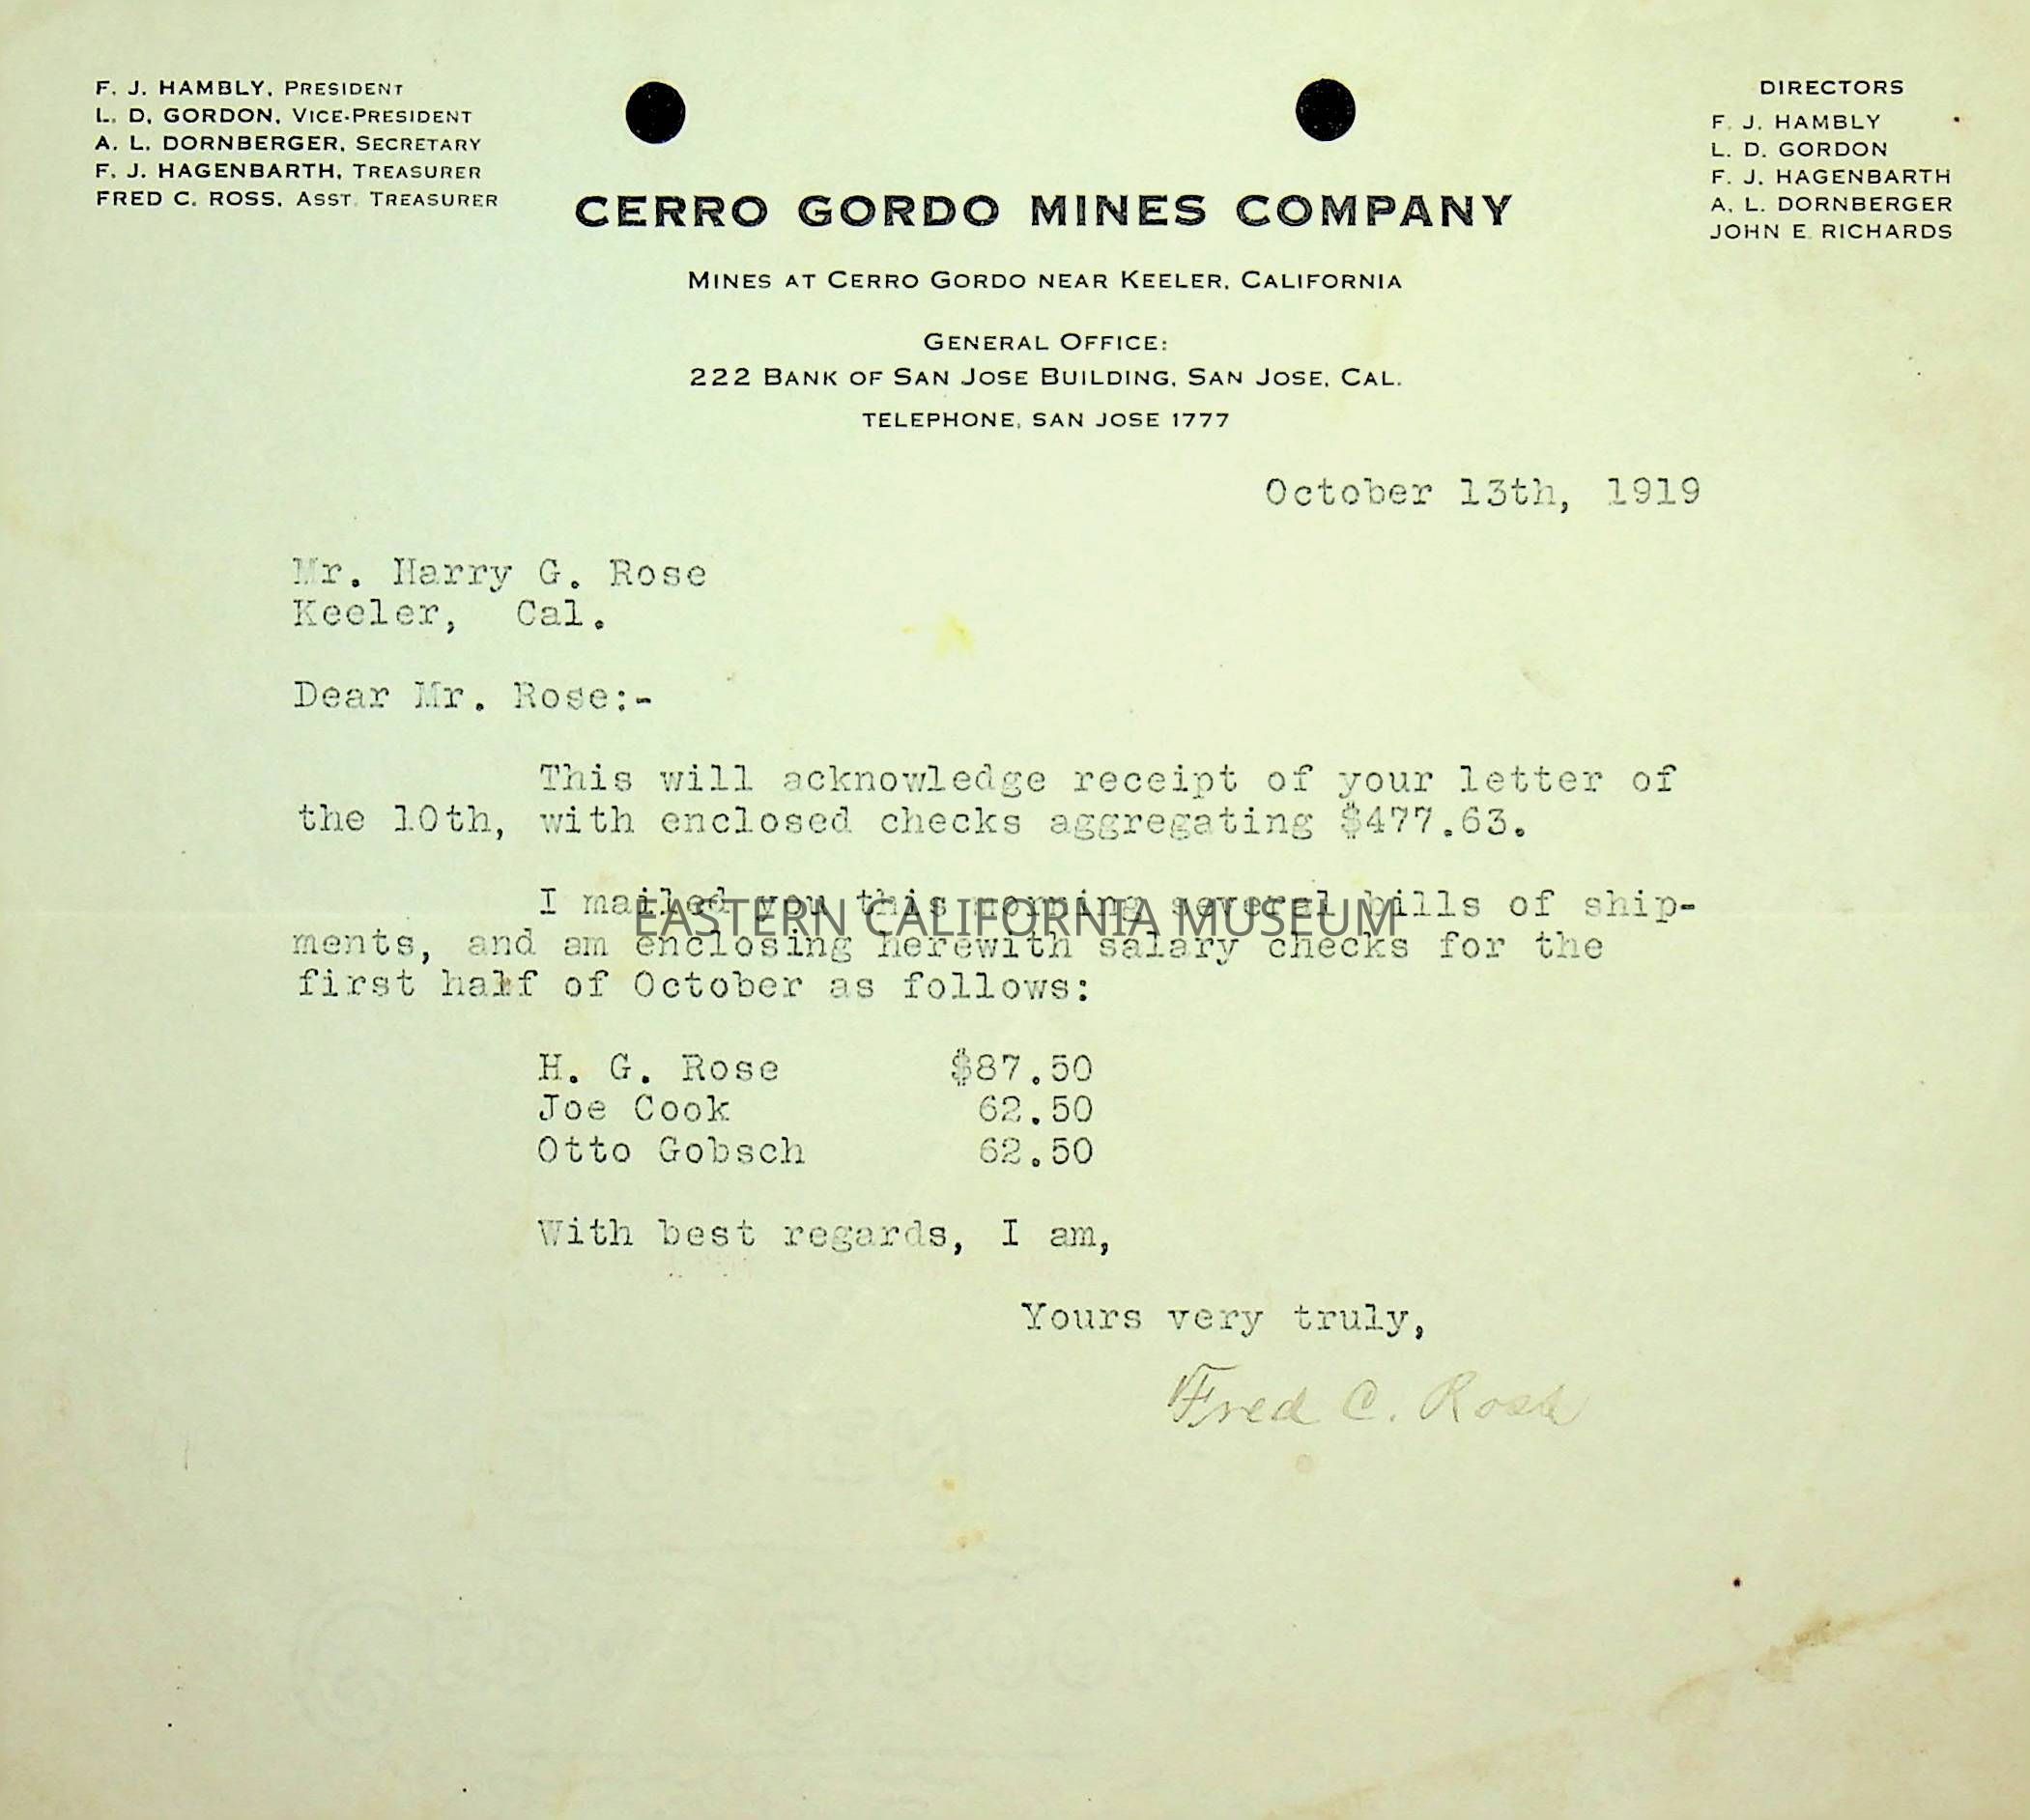 F. J. HAMBLY, PRESIDENT
L. D. GORDON, VICE-PRESIDENT
A. L. DORNBERGER, SECRETARY
F. J. HAGENBARTH, TREASURER
FRED C. ROSS, ASST. TREASURER
DIRECTORS
F. J. HAMBLY
L. D. GORDON
F. J. HAGENBARTH
A. L. DORNBERGER
JOHN E. RICHARDS
CERRO GORDO MINES COMPANY
MINES AT CERRO GORDO NEAR KEELER, CALIFORNIA
GENERAL OFFICE:
222 BANK OF SAN JOSE BUILDING, SAN JOSE, CAL.
TELEPHONE, SAN JOSE 1777
October 13th, 1919
Mr. Harry G. Rose
Keeler, Cal.
Dear Mr. Rose:-
This will acknowledge receipt of your letter of
the 10th, with enclosed checks aggregating $477.63.
I mailed you this morning several bills of ship-
EASTERN CALIFORNIA MUSEUM
ments, and am enclosing herewith salary checks for the
first half of October as follows:
H. G. Rose $87.50
Joe Cook 62.50
Otto Gobsch 62.50
With best regards, I am,
Yours very truly,
Fred C. Ross